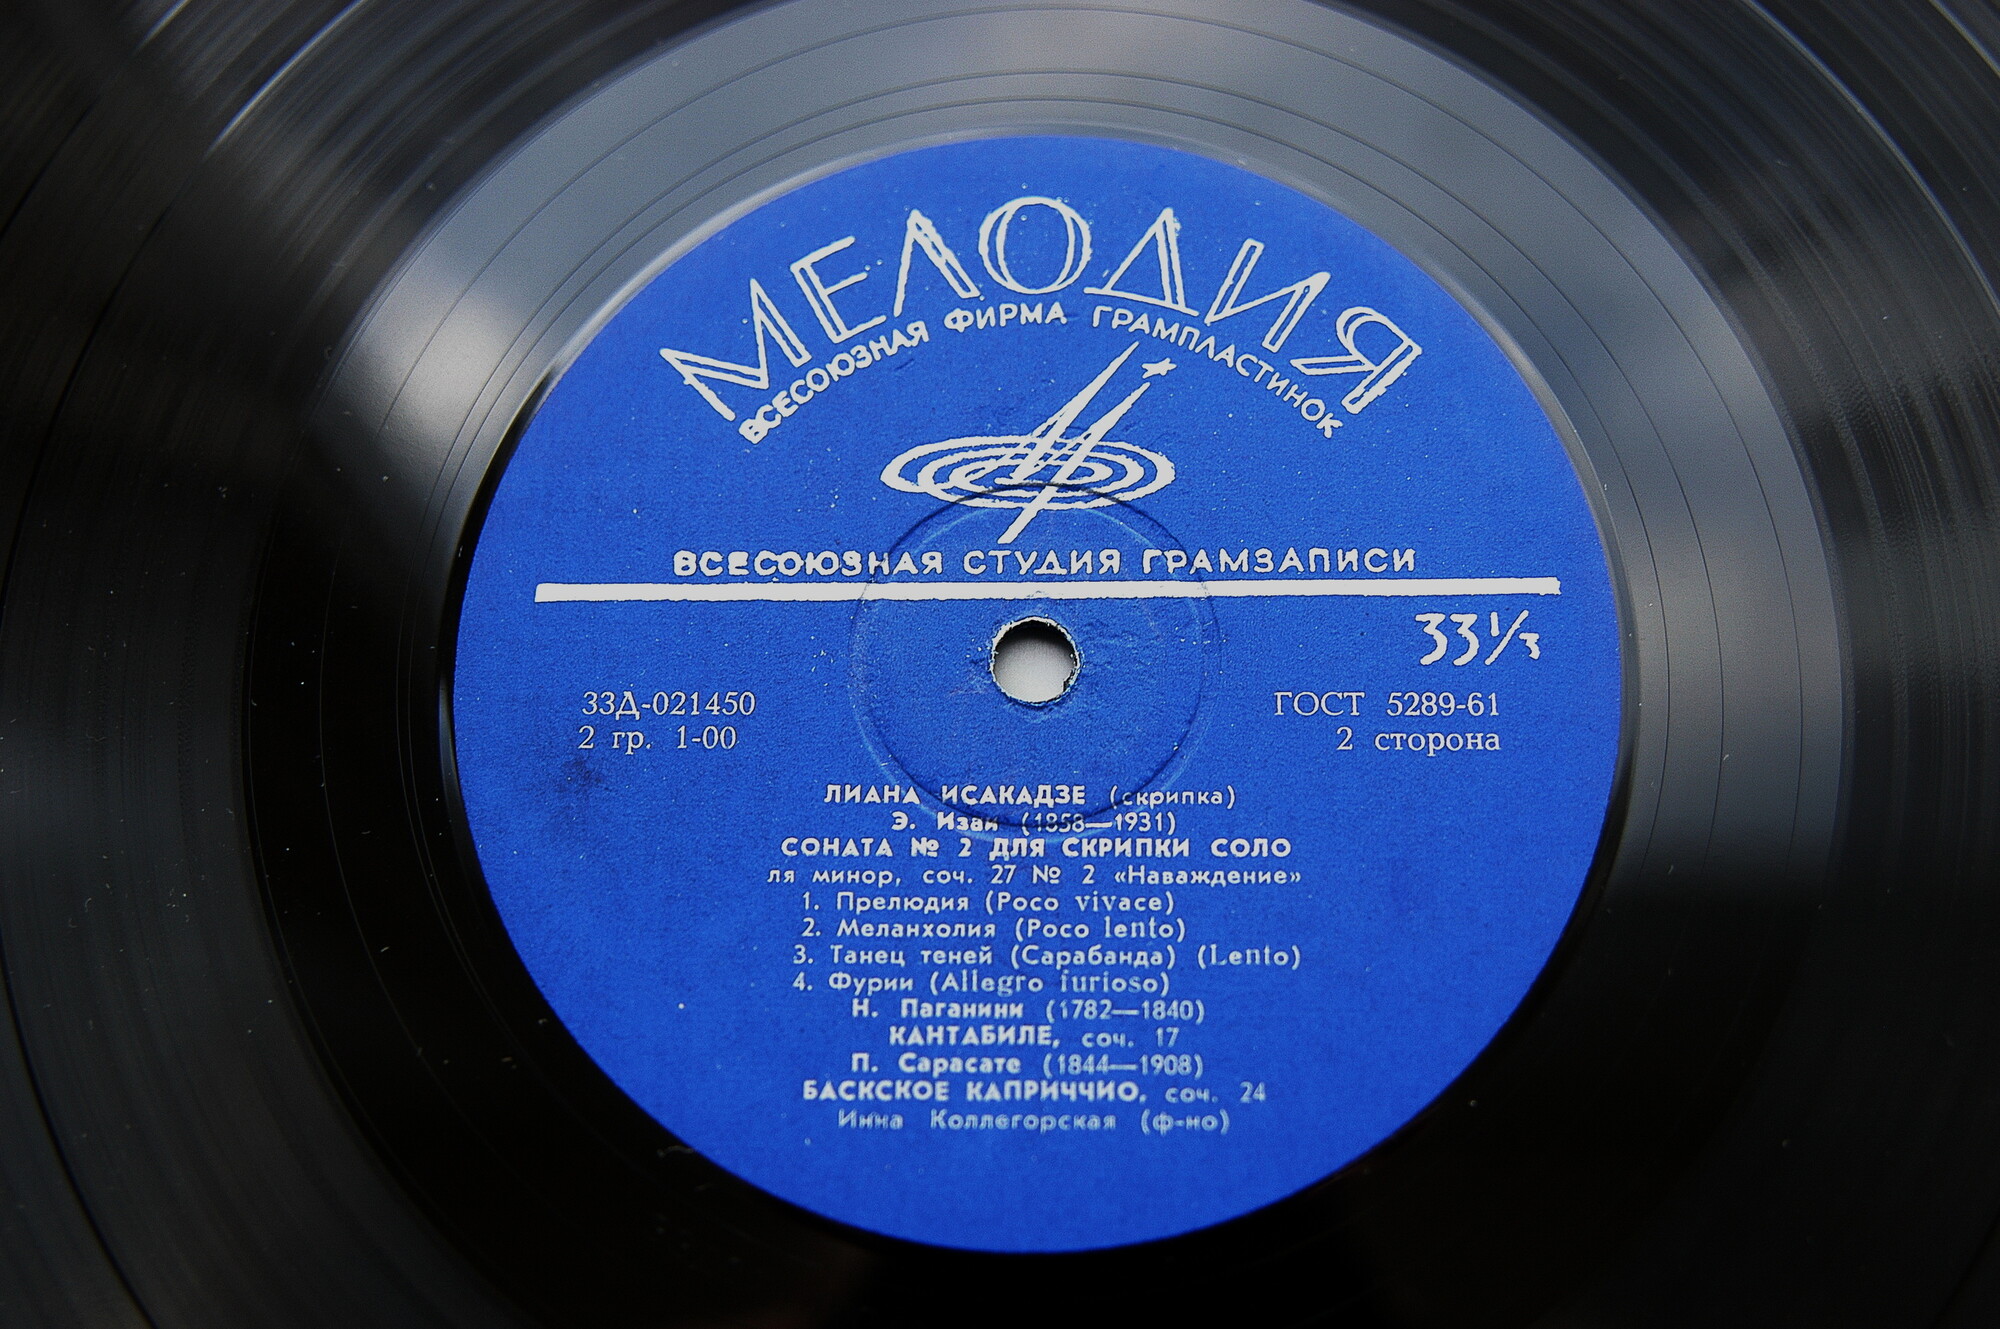 МЕЛОДИЯ
ВСЕСОЮЗНАЯ ФИРМА ГРАМПЛАСТИНОК
ВСЕСОЮЗНАЯ СТУДИЯ ГРАМЗАПИСИ
33⅓
33Д-021450
2 гр. 1-00
ГОСТ 5289-61
2 сторона
ЛИАНА ИСАКАДЗЕ (скрипка)
Э. Изаи (1858—1931)
СОНАТА № 2 ДЛЯ СКРИПКИ СОЛО
ля минор, соч. 27 № 2 «Наваждение»
1. Прелюдия (Poco vivace)
2. Меланхолия (Poco lento)
3. Танец теней (Сарабанда) (Lento)
4. Фурии (Allegro furioso)
Н. Паганини (1782—1840)
КАНТАБИЛЕ, соч. 17
П. Сарасате (1844—1908)
БАСКСКОЕ КАПРИЧЧИО, соч. 24
Инна Коллегорская (ф-но)